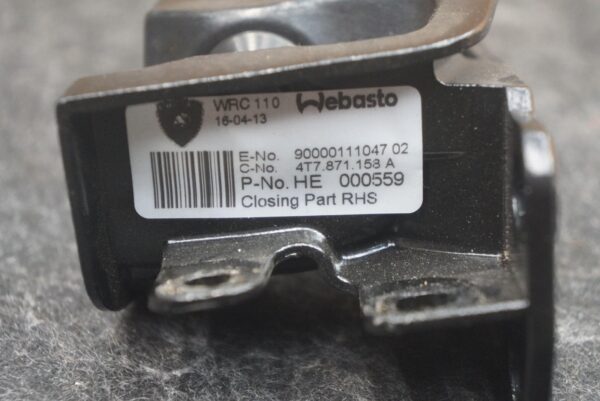 WRC 110 Webasto
16-04-13
E-No. 90000111047 02
C-No. 4T7.871.158 A
P-No. HE 000559
Closing Part RHS